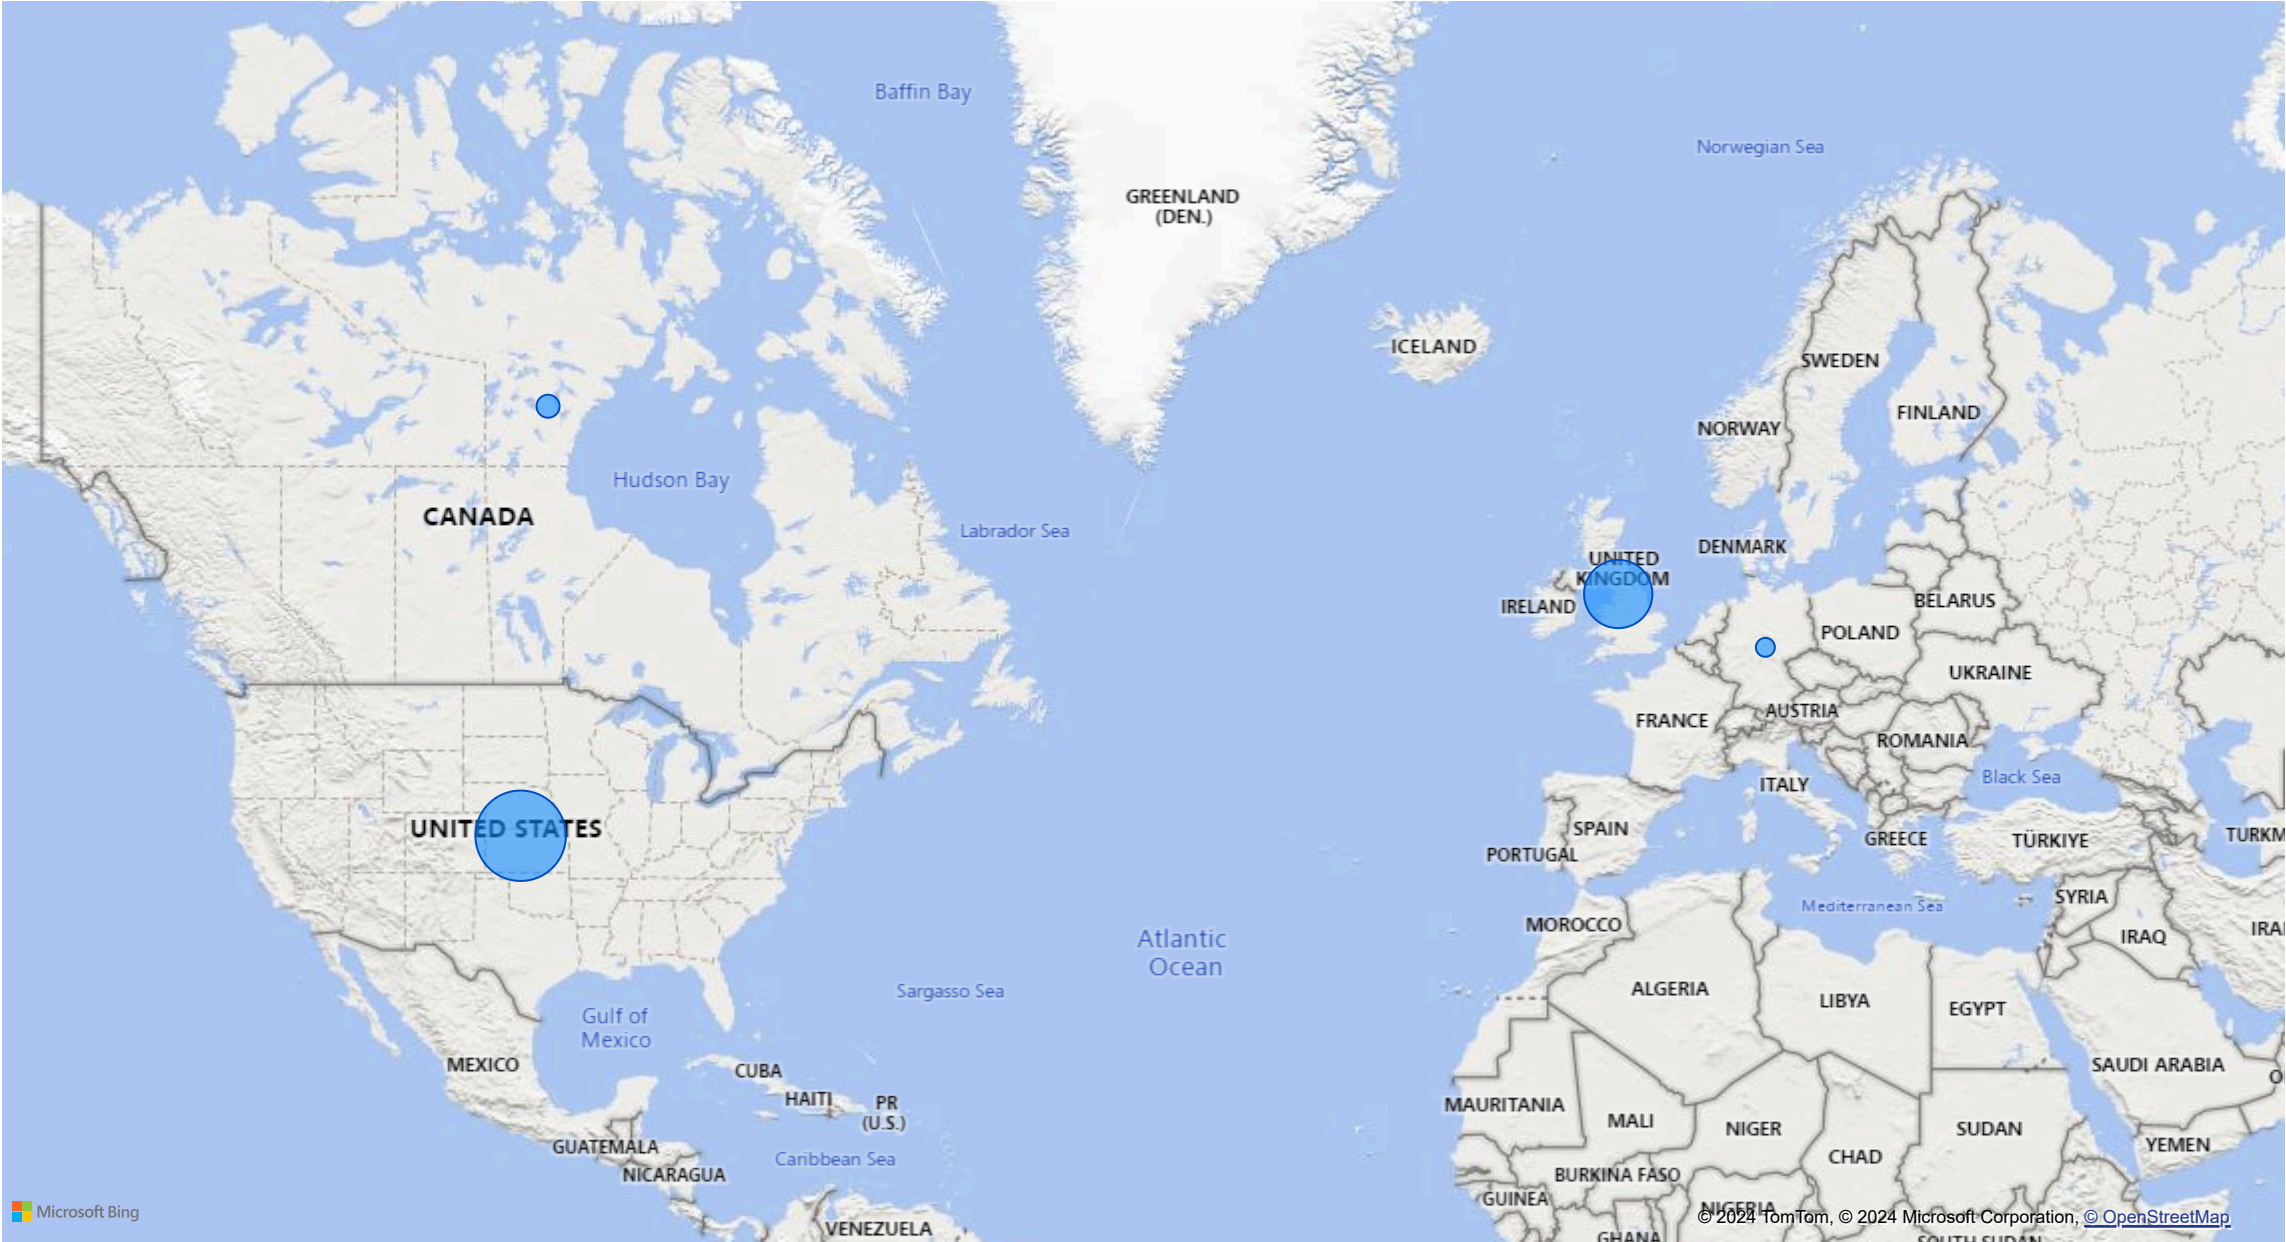 Baffin Bay
Norwegian Sea
GREENLAND
(DEN.)
ICELAND
SWEDEN
FINLAND
NORWAY
Hudson Bay
CANADA
Labrador Sea
DENMARK
UNITED
KINGDOM
IRELAND
BELARUS
POLAND
UKRAINE
AUSTRIA
FRANCE
ROMANIA
Black Sea
ITALY
UNITED STATES
SPAIN
GREECE
TÜRKIYE
TURKM
PORTUGAL
SYRIA
Mediterranean Sea
MOROCCO
IRAQ
IRA
Atlantic
Ocean
Sargasso Sea
ALGERIA
LIBYA
EGYPT
Gulf of
Mexico
MEXICO
CUBA
SAUDI ARABIA
O
HAITI
PR
(U.S.)
MAURITANIA
MALI
NIGER
SUDAN
GUATEMALA
Caribbean Sea
CHAD
YEMEN
NICARAGUA
BURKINA FASO
GUINEA
NIGERIA
Microsoft Bing
© 2024 TomTom, © 2024 Microsoft Corporation, © OpenStreetMap
VENEZUELA
GHANA
SOUTH SUDAN